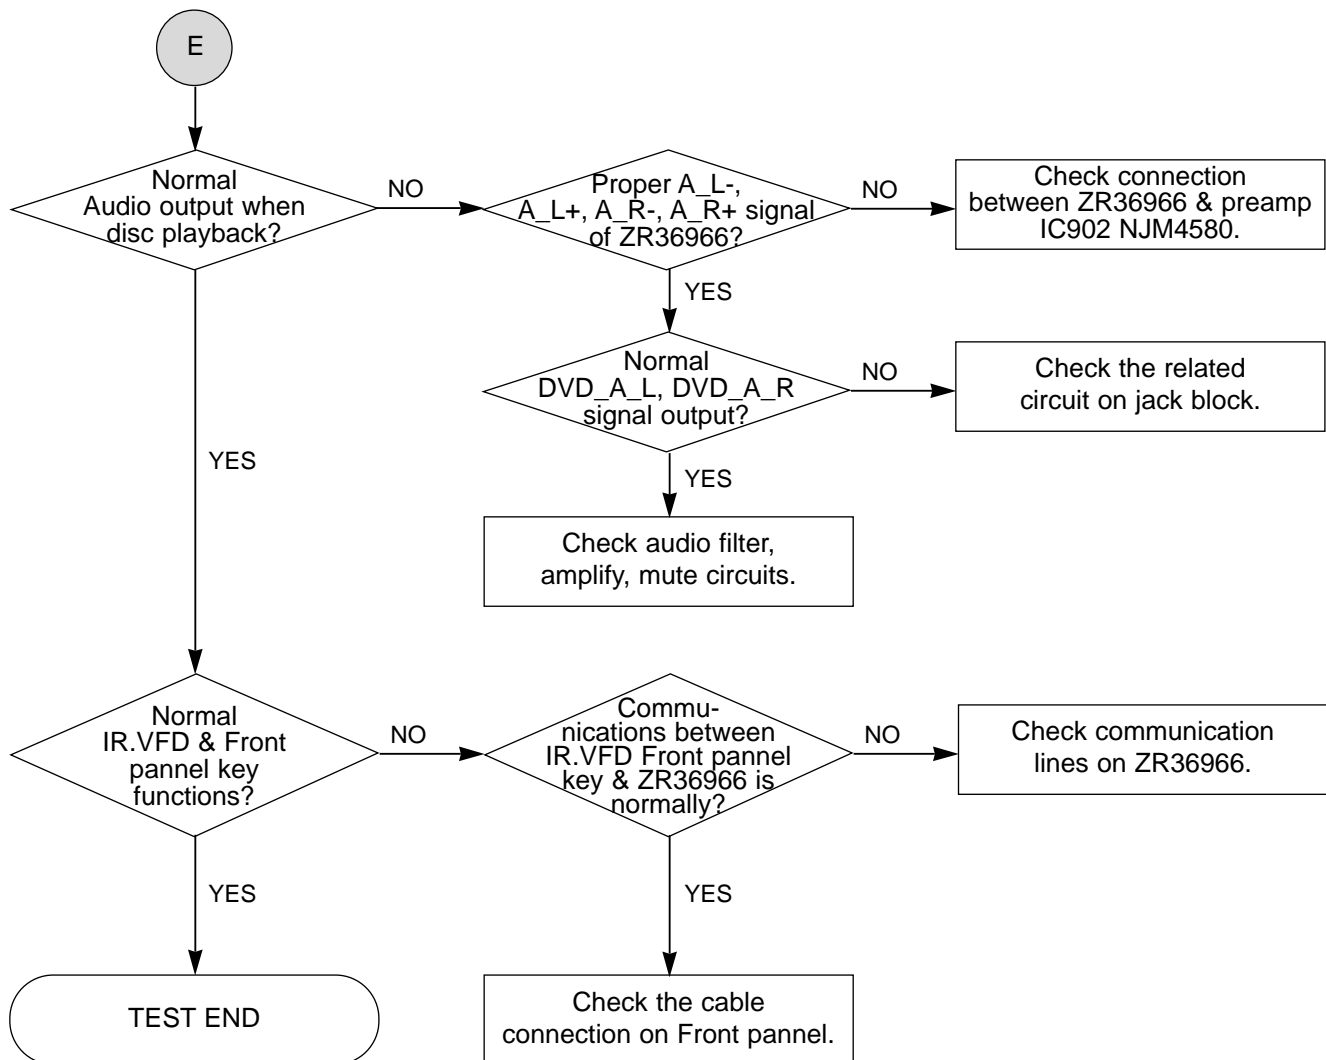 E
Normal
Audio output when
disc playback?
NO
Proper A_L-,
A_L+, A_R-, A_R+ signal
of ZR36966?
NO
Check connection
between ZR36966 & preamp
IC902 NJM4580.
YES
Normal
DVD_A_L, DVD_A_R
signal output?
NO
Check the related
circuit on jack block.
YES
YES
Check audio filter,
amplify, mute circuits.
Normal
IR.VFD & Front
pannel key
functions?
NO
Commu-
nications between
IR.VFD Front pannel
key & ZR36966 is
normally?
NO
Check communication
lines on ZR36966.
YES
YES
TEST END
Check the cable
connection on Front pannel.